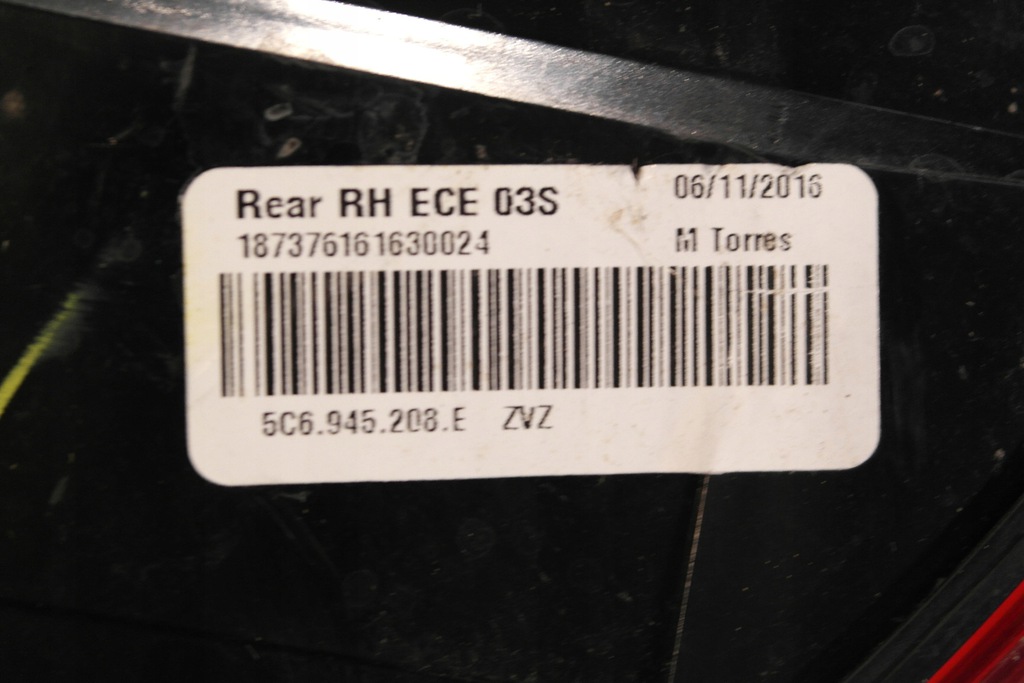 Rear RH ECE 03S
06/11/2016
187376161630024
M Torres
5C6.945.208.E ZVZ